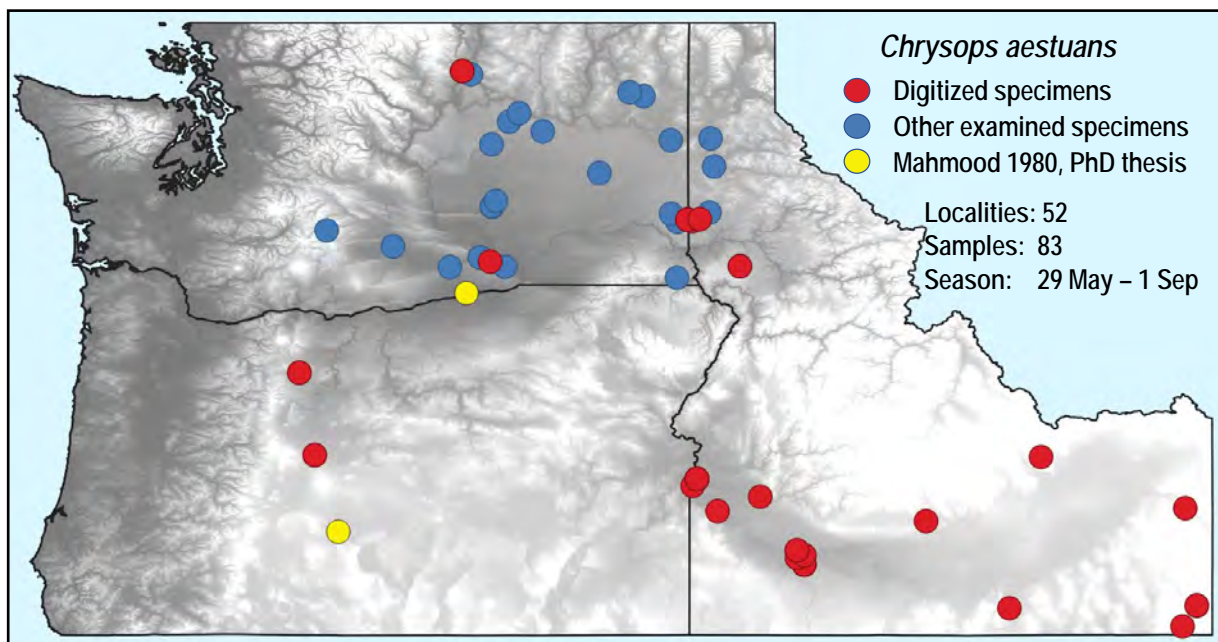 Chrysops aestuans
Digitized specimens
Other examined specimens
Mahmood 1980, PhD thesis
Localities: 52
Samples: 83
Season: 29 May – 1 Sep